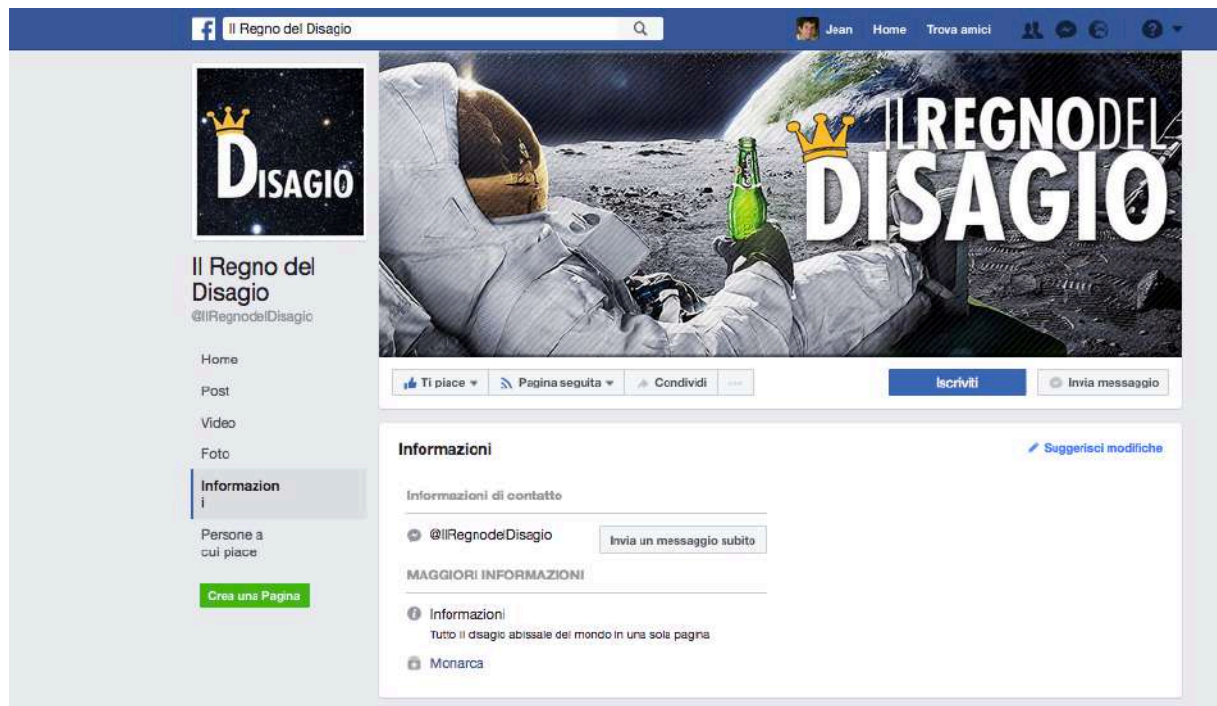 Il Regno del Disagio
Jean Home Trova amici
DISAGIO
IL REGNO DEL
DISAGIO
Il Regno del
Disagio
@IlRegnodelDisagio
Home
Post
Video
Foto
Informazion
i
Persone a
cui piace
Crea una Pagina
Ti piace Pagina seguita Condividi ... Iscriviti Invia messaggio
Informazioni Suggerisci modifiche
Informazioni di contatto
@IlRegnodelDisagio Invia un messaggio subito
MAGGIORI INFORMAZIONI
Informazioni
Tutto il disagio abissale del mondo in una sola pagina
Monarca